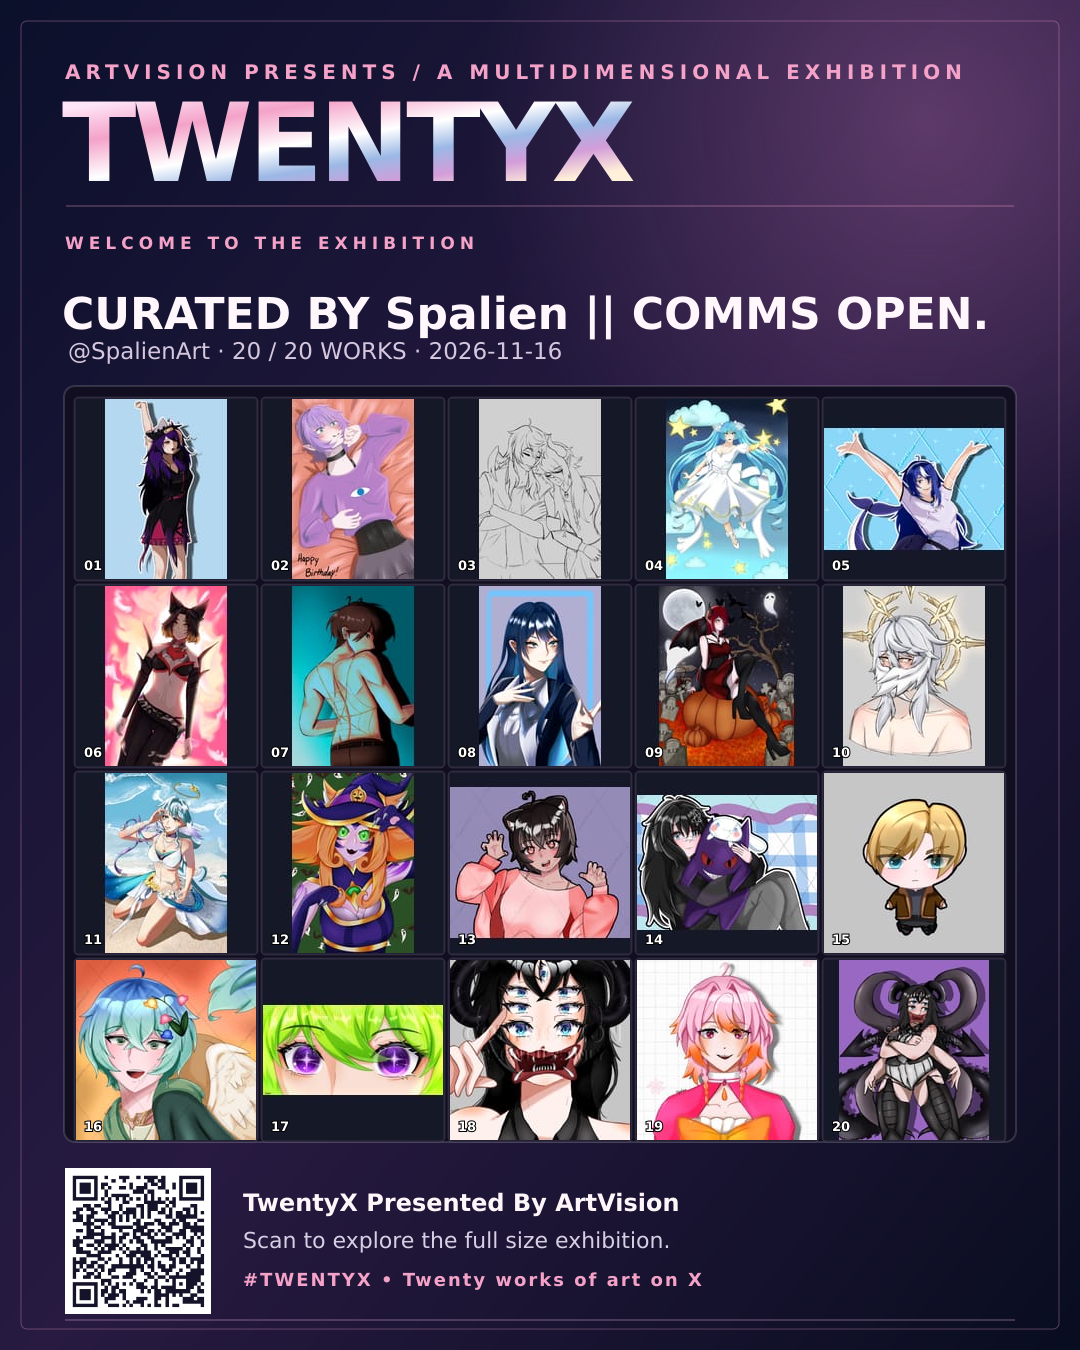 ARTVISION PRESENTS / A MULTIDIMENSIONAL EXHIBITION
TWENTYX
WELCOME TO THE EXHIBITION
CURATED BY Spalien || COMMS OPEN.
@SpalienArt · 20 / 20 WORKS · 2026-11-16
01
02
Happy
Birthday!
03
04
05
06
07
08
09
10
11
12
13
14
15
16
17
18
19
20
TwentyX Presented By ArtVision
Scan to explore the full size exhibition.
#TWENTYX • Twenty works of art on X